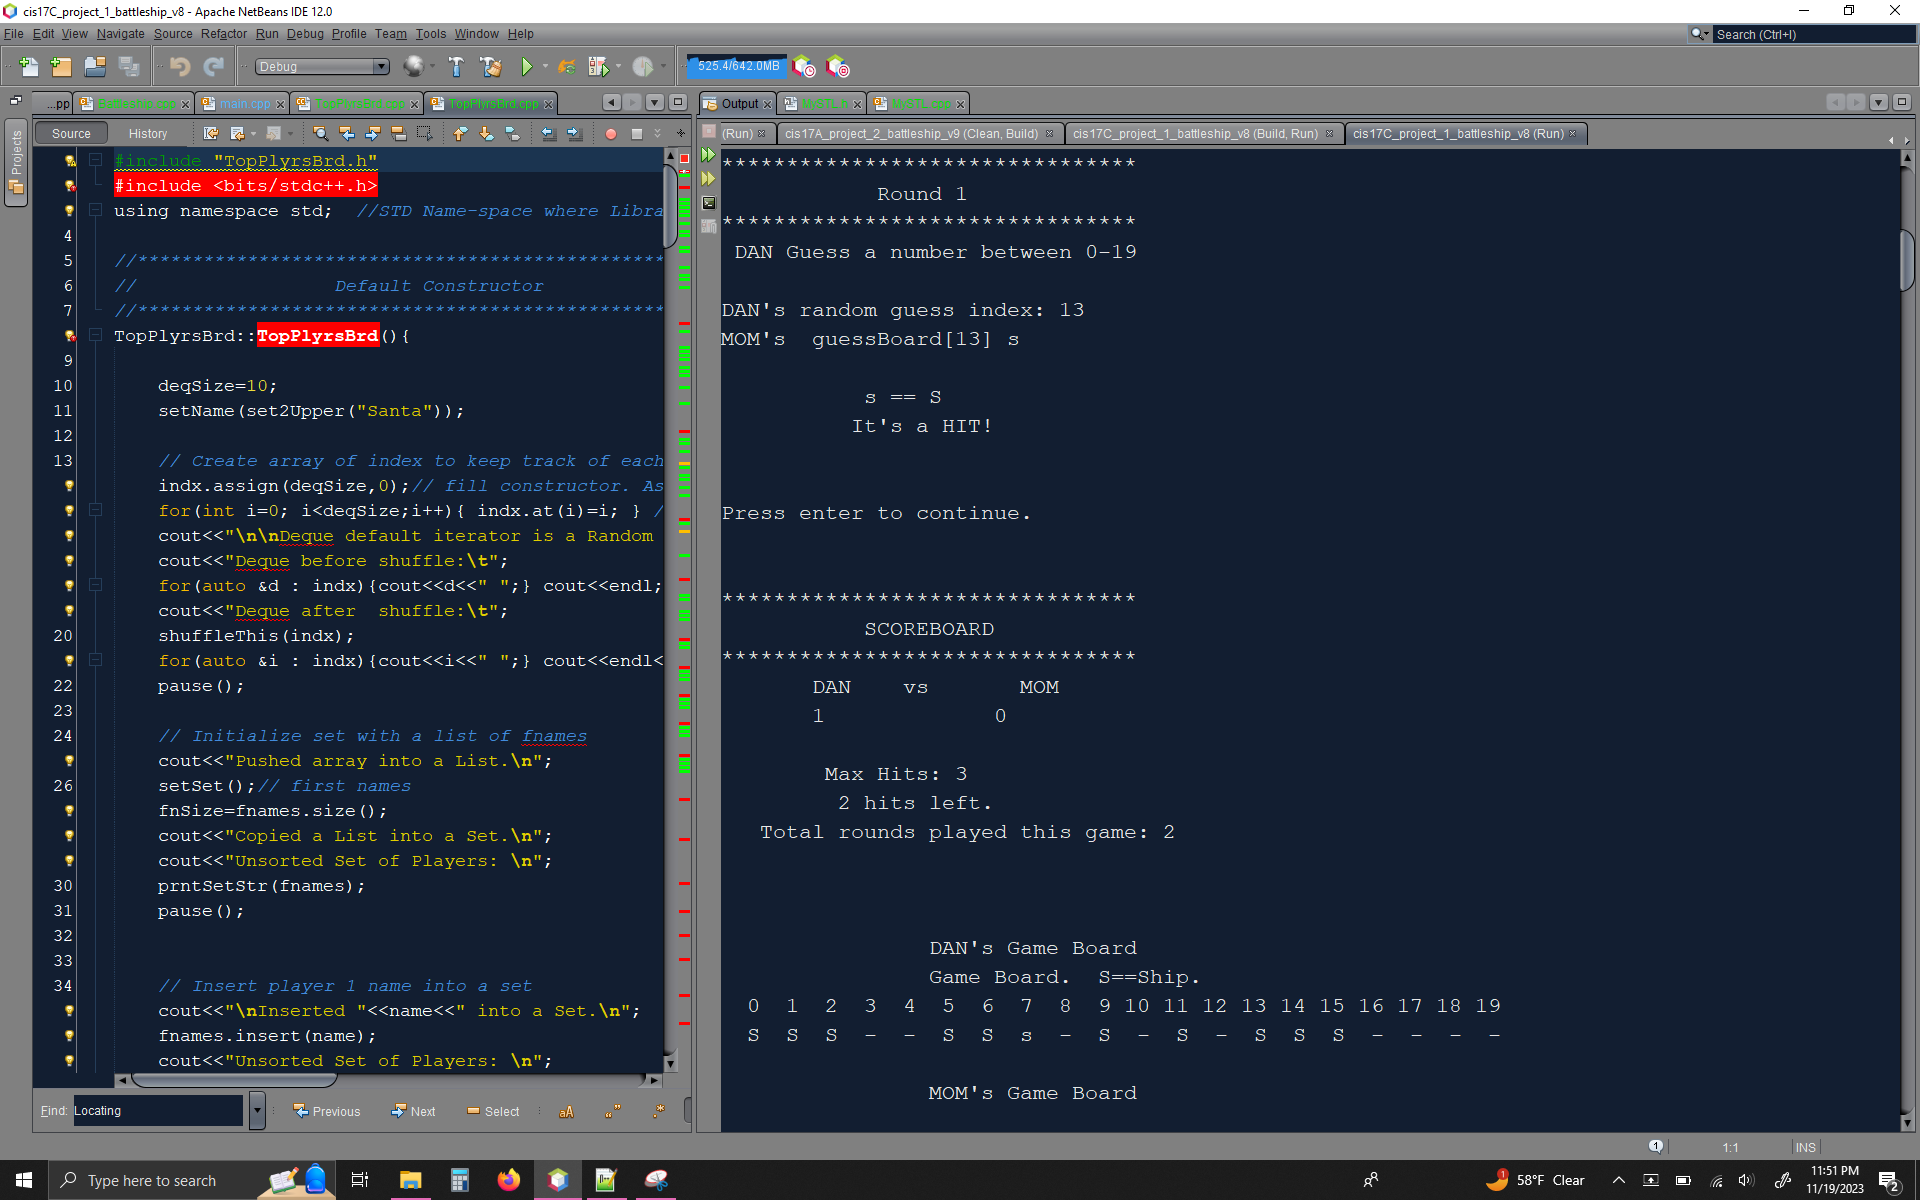 cis17C_project_1_battleship_v8 - Apache NetBeans IDE 12.0
File Edit View Navigate Source Refactor Run Debug Profile Team Tools Window Help
Search (Ctrl+I)
Debug
525.4/642.0MB
...pp Battleship.cpp main.cpp TopPlyrsBrd.cpp
Output MySTL.h MySTL.cpp
Source History
(Run) cis17A_project_2_battleship_v9 (Clean, Build) cis17C_project_1_battleship_v8 (Build, Run) cis17C_project_1_battleship_v8 (Run)
Projects
#include "TopPlyrsBrd.h"
#include <bits/stdc++.h>
using namespace std; //STD Name-space where Libra
4
5 //************************************************
6 // Default Constructor
7 //************************************************
TopPlyrsBrd::TopPlyrsBrd(){
9
10 deqSize=10;
11 setName(set2Upper("Santa"));
12
13 // Create array of index to keep track of each
indx.assign(deqSize,0);// fill constructor. As
for(int i=0; i<deqSize;i++){ indx.at(i)=i; } /
cout<<"\n\nDeque default iterator is a Random
cout<<"Deque before shuffle:\t";
for(auto &d : indx){cout<<d<<" ";} cout<<endl;
cout<<"Deque after  shuffle:\t";
20 shuffleThis(indx);
for(auto &i : indx){cout<<i<<" ";} cout<<endl<
22 pause();
23
24 // Initialize set with a list of fnames
cout<<"Pushed array into a List.\n";
26 setSet();// first names
fnSize=fnames.size();
cout<<"Copied a List into a Set.\n";
cout<<"Unsorted Set of Players: \n";
30 prntSetStr(fnames);
31 pause();
32
33
34 // Insert player 1 name into a set
cout<<"\nInserted "<<name<<" into a Set.\n";
fnames.insert(name);
cout<<"Unsorted Set of Players: \n";
Find: Locating Previous Next Select aA
********************************
Round 1
********************************
DAN Guess a number between 0-19
DAN's random guess index: 13
MOM's  guessBoard[13] s
s == S
It's a HIT!
Press enter to continue.
********************************
SCOREBOARD
********************************
DAN vs MOM
1 0
Max Hits: 3
2 hits left.
Total rounds played this game: 2
DAN's Game Board
Game Board.  S==Ship.
0 1 2 3 4 5 6 7 8 9 10 11 12 13 14 15 16 17 18 19
S S S - - S S s - S - S - S S S - - - -
MOM's Game Board
1 1:1 INS
Type here to search
1 58°F Clear
11:51 PM
11/19/2023
2